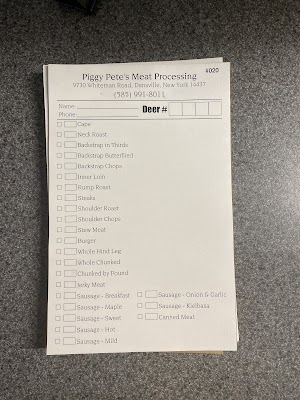 #020
Piggy Pete's Meat Processing
9730 Whiteman Road, Dansville, New York 14437
(585) 991-8011
Name:
Phone:
Deer #
Cape
Neck Roast
Backstrap in Thirds
Backstrap Butterflied
Backstrap Chops
Inner Loin
Rump Roast
Steaks
Shoulder Roast
Shoulder Chops
Stew Meat
Burger
Whole Hind Leg
Whole Chunked
Chunked by Pound
Jerky Meat
Sausage - Breakfast
Sausage - Onion & Garlic
Sausage - Maple
Sausage - Kielbasa
Sausage - Sweet
Canned Meat
Sausage - Hot
Sausage - Mild